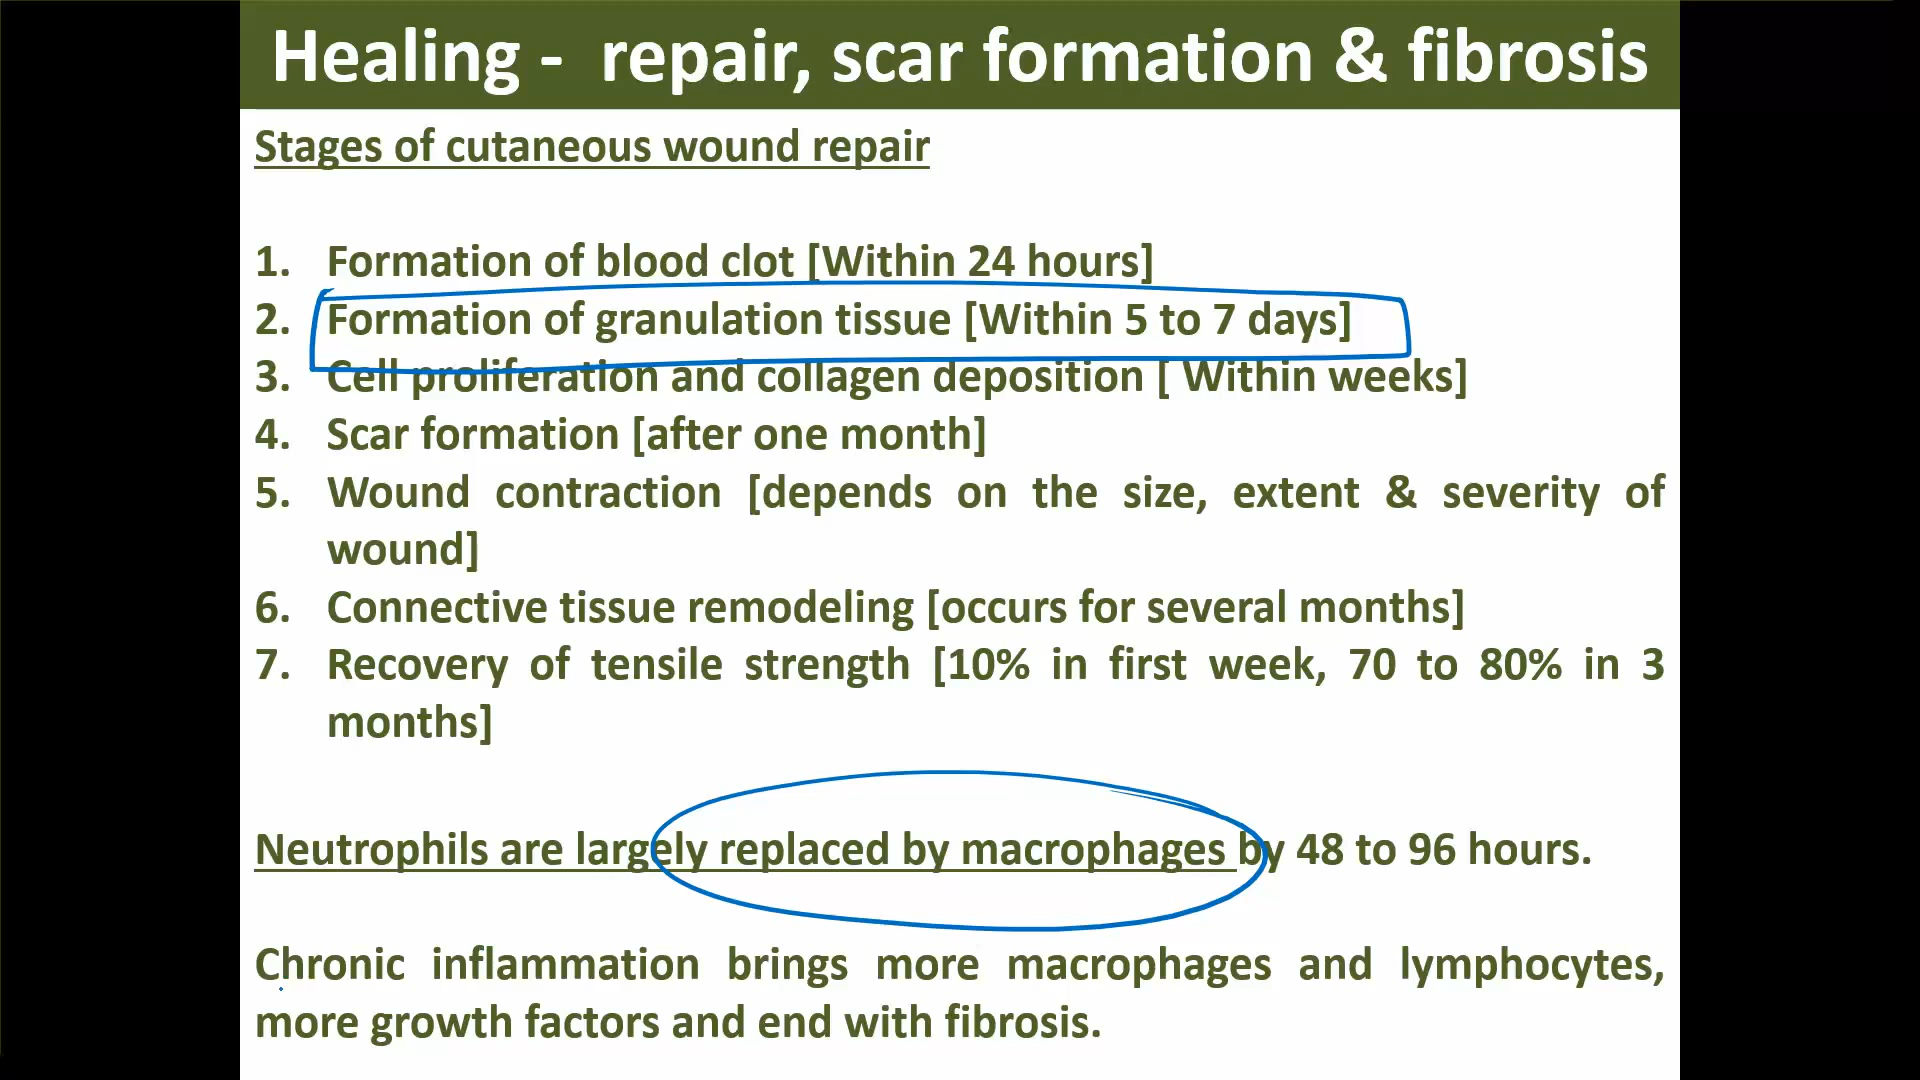 Healing - repair, scar formation & fibrosis
Stages of cutaneous wound repair
1. Formation of blood clot [Within 24 hours]
2. Formation of granulation tissue [Within 5 to 7 days]
3. Cell proliferation and collagen deposition [ Within weeks]
4. Scar formation [after one month]
5. Wound contraction [depends on the size, extent & severity of
wound]
6. Connective tissue remodeling [occurs for several months]
7. Recovery of tensile strength [10% in first week, 70 to 80% in 3
months]
Neutrophils are largely replaced by macrophages by 48 to 96 hours.
Chronic inflammation brings more macrophages and lymphocytes,
more growth factors and end with fibrosis.